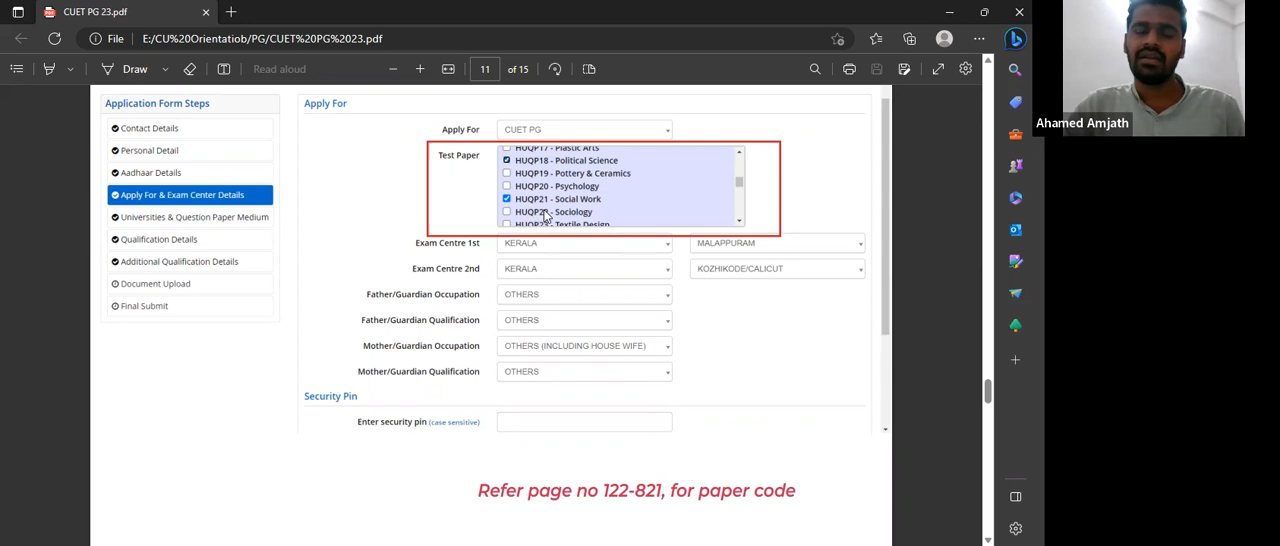 CUET PG 23.pdf
File E:/CU%20Orientatiob/PG/CUET%20PG%2023.pdf
Draw Read aloud 11 of 15
Ahamed Amjath
Application Form Steps
Contact Details
Personal Detail
Aadhaar Details
Apply For & Exam Center Details
Universities & Question Paper Medium
Qualification Details
Additional Qualification Details
Document Upload
Final Submit
Apply For
Apply For CUET PG
Test Paper
HUQP17 - Plastic Arts
HUQP18 - Political Science
HUQP19 - Pottery & Ceramics
HUQP20 - Psychology
HUQP21 - Social Work
- Sociology
HUQP23 - Textile Design
Exam Centre 1st KERALA MALAPPURAM
Exam Centre 2nd KERALA KOZHIKODE/CALICUT
Father/Guardian Occupation OTHERS
Father/Guardian Qualification OTHERS
Mother/Guardian Occupation OTHERS (INCLUDING HOUSE WIFE)
Mother/Guardian Qualification OTHERS
Security Pin
Enter security pin (case sensitive)
Refer page no 122-821, for paper code